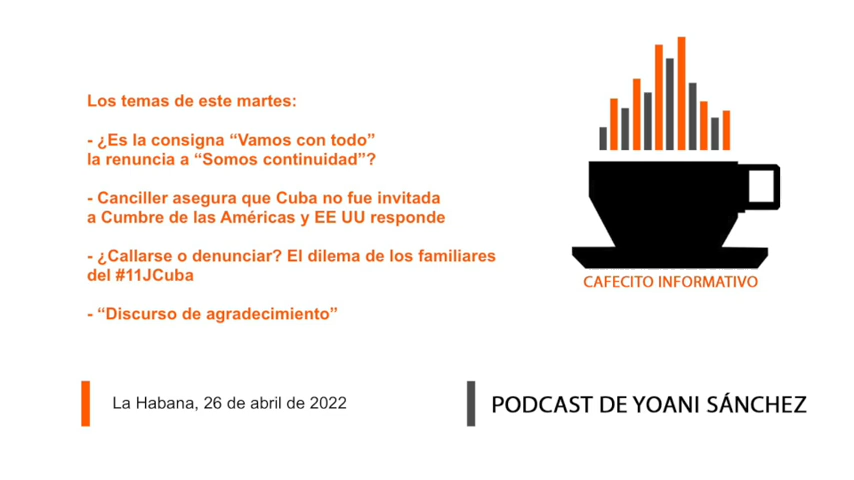 Los temas de este martes:
- ¿Es la consigna “Vamos con todo”
la renuncia a “Somos continuidad”?
- Canciller asegura que Cuba no fue invitada
a Cumbre de las Américas y EE UU responde
- ¿Callarse o denunciar? El dilema de los familiares
del #11JCuba
- “Discurso de agradecimiento”
CAFECITO INFORMATIVO
La Habana, 26 de abril de 2022
PODCAST DE YOANI SÁNCHEZ